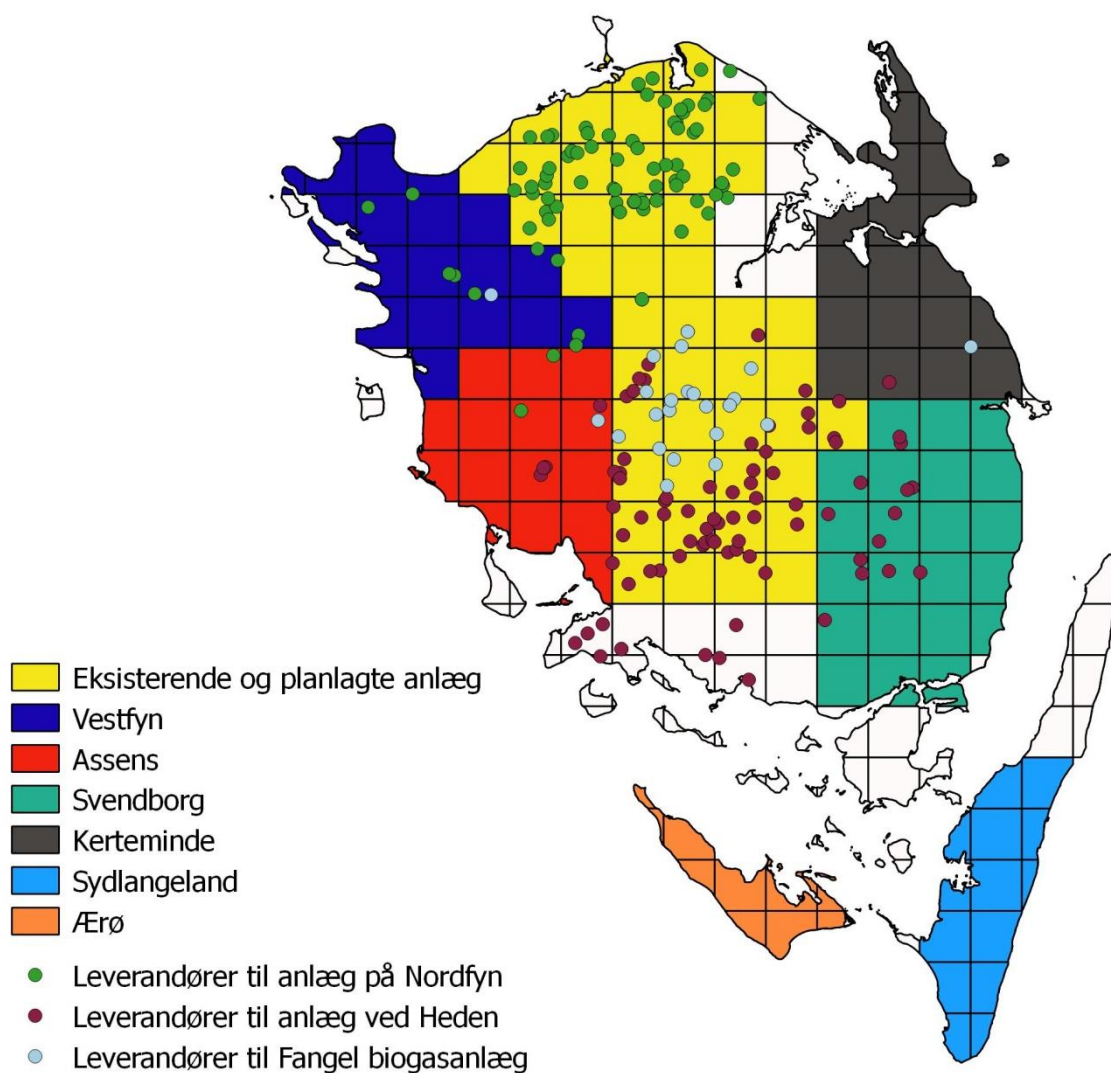 Eksisterende og planlagte anlæg
Vestfyn
Assens
Svendborg
Kerteminde
Sydlangeland
Ærø
Leverandører til anlæg på Nordfyn
Leverandører til anlæg ved Heden
Leverandører til Fangel biogasanlæg